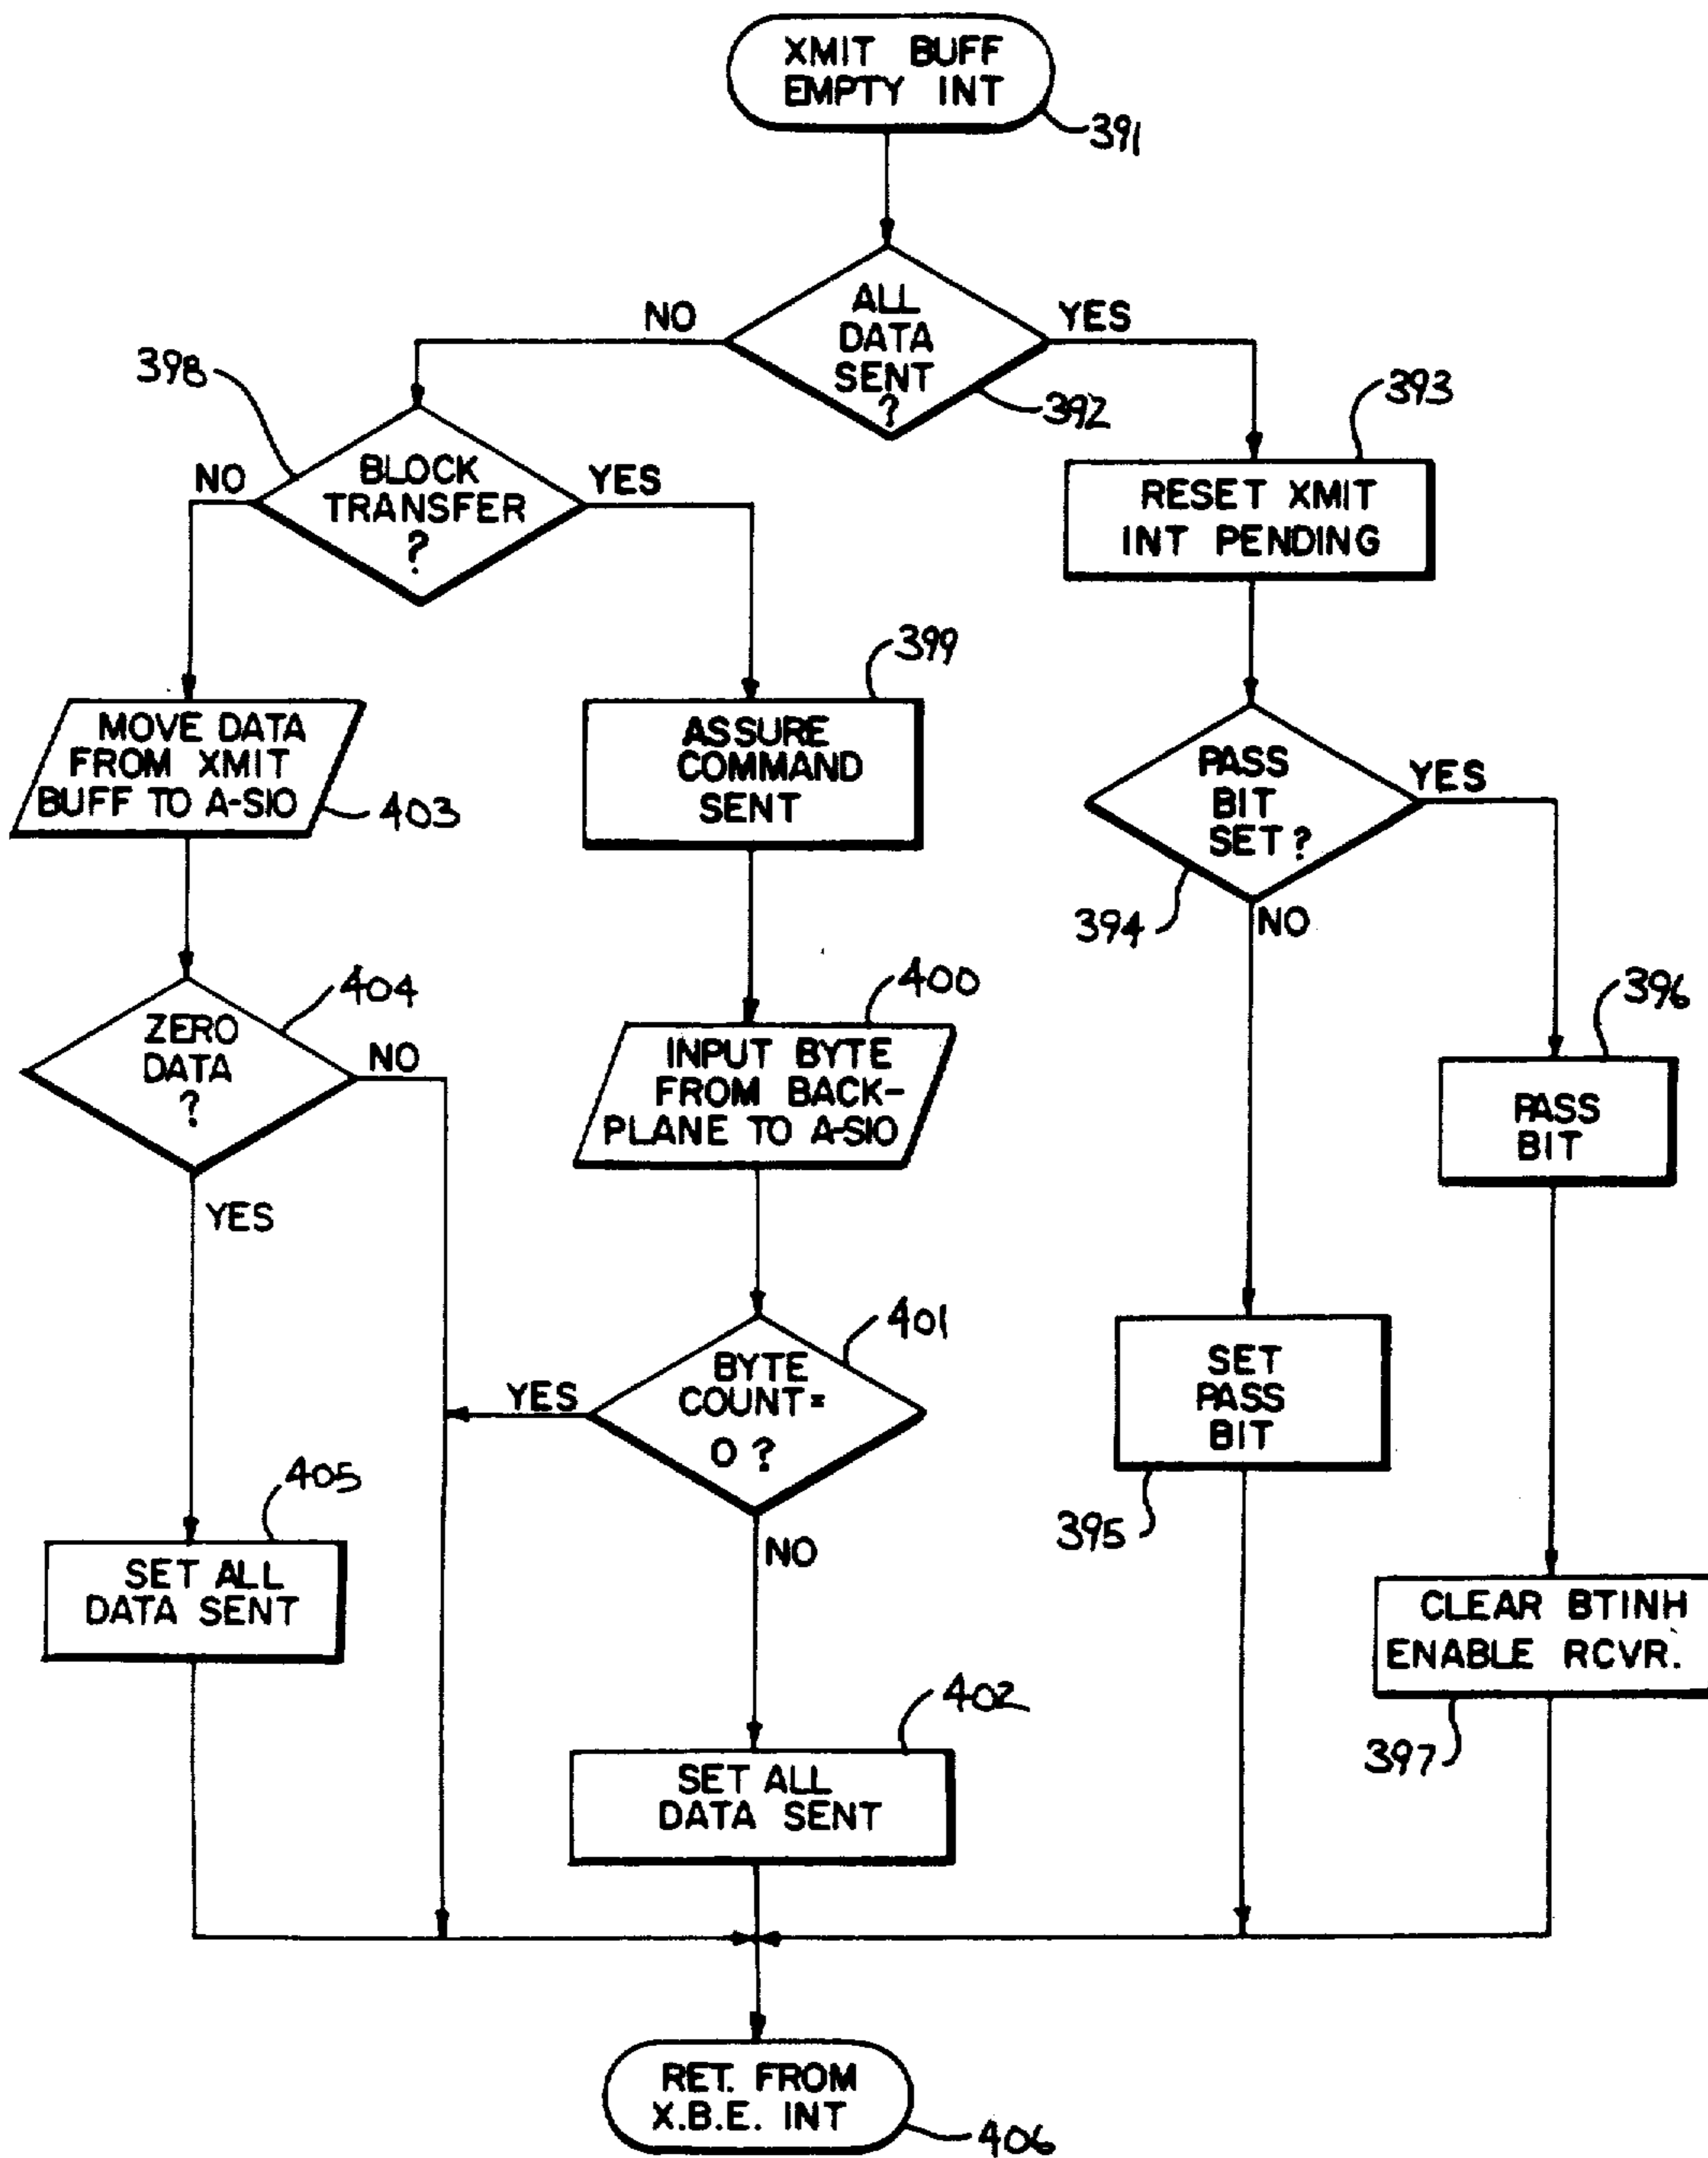 XMIT BUFF
EMPTY INT
391
ALL
DATA
SENT
?
392
NO
YES
398
393
BLOCK
TRANSFER
?
NO
YES
RESET XMIT
INT PENDING
399
MOVE DATA
FROM XMIT
BUFF TO A-SIO
403
ASSURE
COMMAND
SENT
PASS
BIT
SET?
YES
394
NO
404
400
396
ZERO
DATA
?
NO
YES
INPUT BYTE
FROM BACK-
PLANE TO A-SIO
PASS
BIT
401
BYTE
COUNT=
0 ?
YES
NO
SET
PASS
BIT
395
405
SET ALL
DATA SENT
CLEAR BTINH
ENABLE RCVR.
397
402
SET ALL
DATA SENT
RET. FROM
X.B.E. INT
406